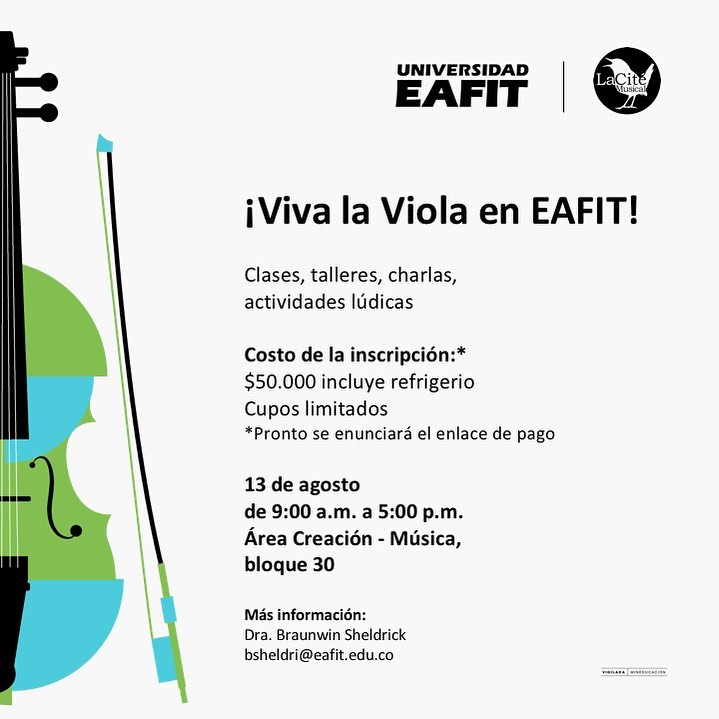 UNIVERSIDAD
EAFIT
LaCité
Musical
¡Viva la Viola en EAFIT!
Clases, talleres, charlas,
actividades lúdicas
Costo de la inscripción:*
$50.000 incluye refrigerio
Cupos limitados
*Pronto se enunciará el enlace de pago
13 de agosto
de 9:00 a.m. a 5:00 p.m.
Área Creación - Música,
bloque 30
Más información:
Dra. Braunwin Sheldrick
bsheldri@eafit.edu.co
VIGILADA | MINEDUCACIÓN